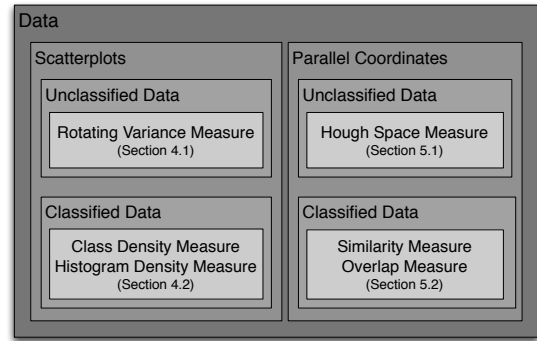 Data
Scatterplots
Unclassified Data
Rotating Variance Measure
(Section 4.1)
Classified Data
Class Density Measure
Histogram Density Measure
(Section 4.2)
Parallel Coordinates
Unclassified Data
Hough Space Measure
(Section 5.1)
Classified Data
Similarity Measure
Overlap Measure
(Section 5.2)